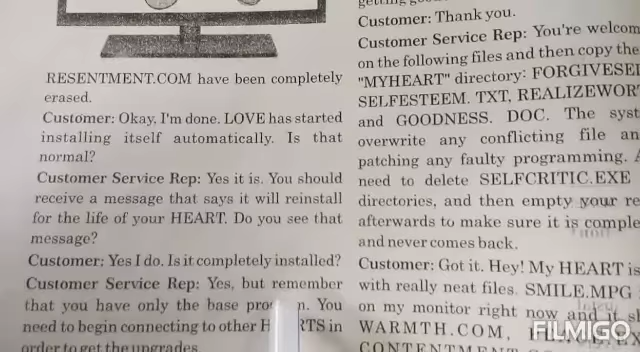 RESENTMENT.COM have been completely
erased.
Customer: Okay, I'm done. LOVE has started
installing itself automatically. Is that
normal?
Customer Service Rep: Yes it is. You should
receive a message that says it will reinstall
for the life of your HEART. Do you see that
message?
Customer: Yes I do. Is it completely installed?
Customer Service Rep: Yes, but remember
that you have only the base You
need to begin connecting to other in
order to get the upgrades
Customer: Thank you.
Customer Service Rep: You're welcom
on the following files and then copy the
"MYHEART" directory: FORGIVESEL
SELFESTEEM. TXT, REALIZEWOR
and GOODNESS. DOC. The syst
overwrite any conflicting file an
patching any faulty programming.
need to delete SELFCRITIC.EXE
directories, and then empty your re
afterwards to make sure it is comple
and never comes back.
Customer: Got it. Hey! My HEART is
with really neat files. SMILE.MPG
on my monitor right now and it sh
WARMTH.COM,
FILMIGO